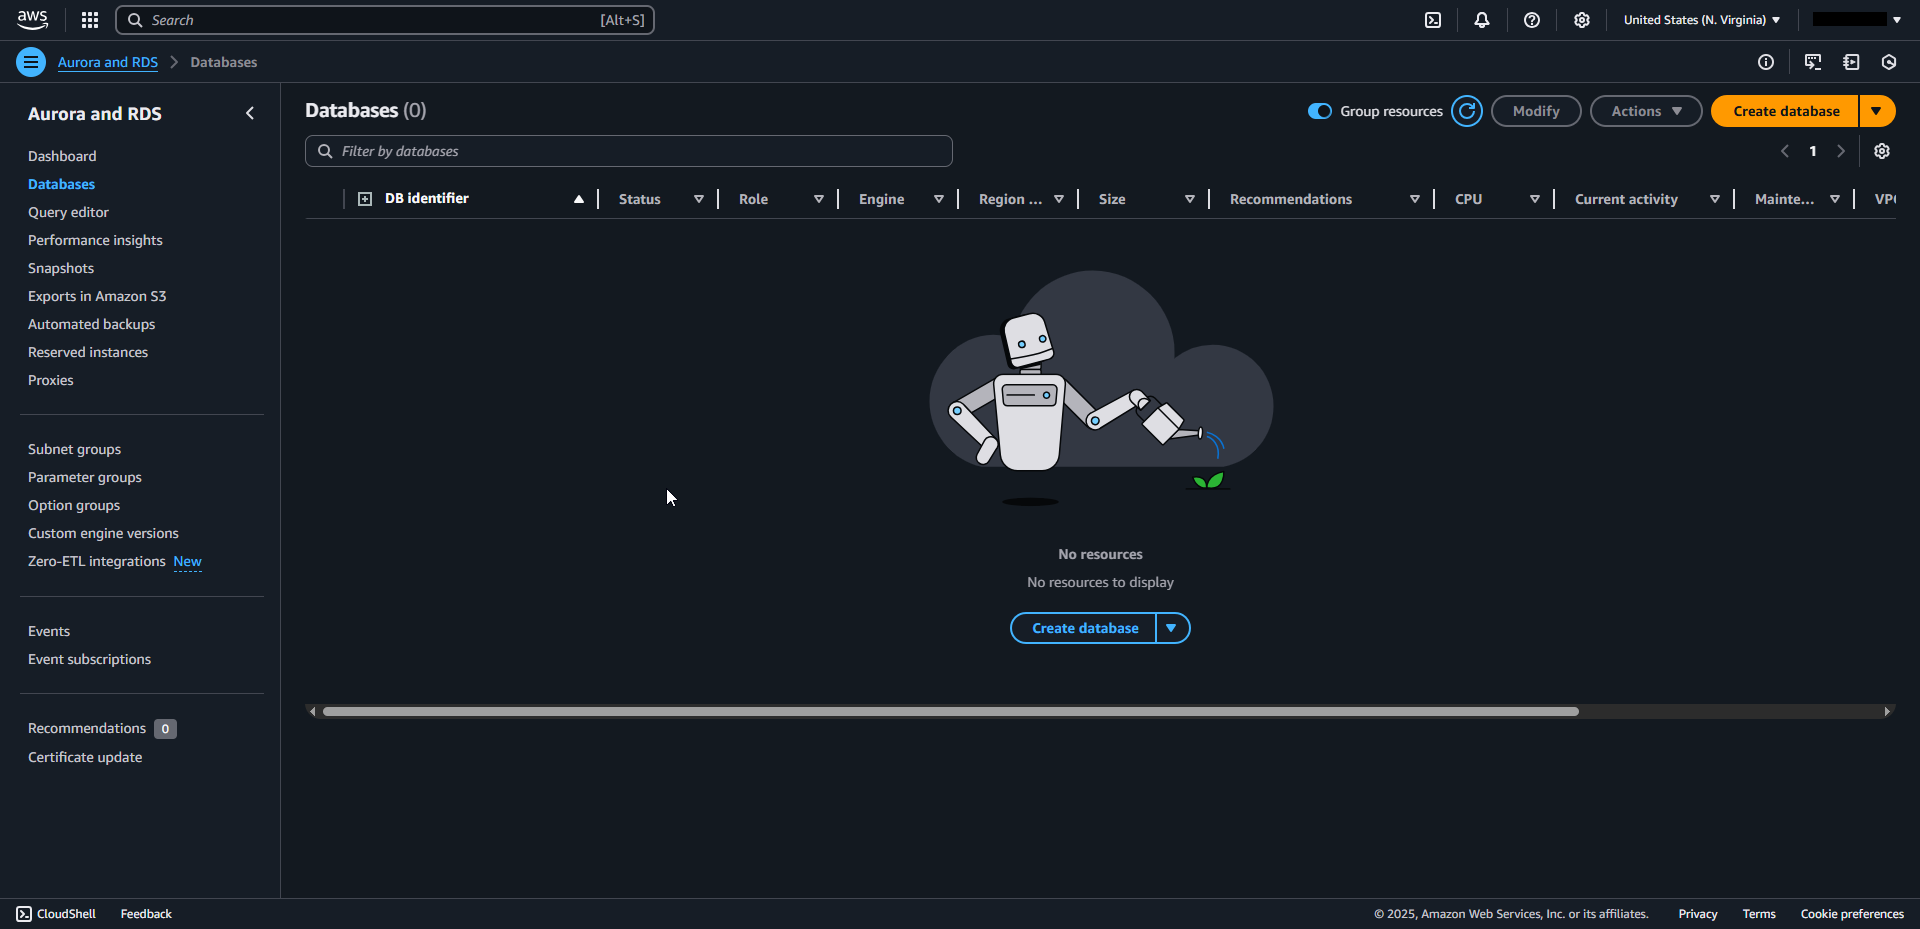 aws Search [Alt+S] United States (N. Virginia)
Aurora and RDS Databases
Aurora and RDS
Dashboard
Databases
Query editor
Performance insights
Snapshots
Exports in Amazon S3
Automated backups
Reserved instances
Proxies
Subnet groups
Parameter groups
Option groups
Custom engine versions
Zero-ETL integrations New
Events
Event subscriptions
Recommendations 0
Certificate update
Databases (0) Group resources Modify Actions Create database
Filter by databases 1
DB identifier Status Role Engine Region ... Size Recommendations CPU Current activity Mainte... VPC
No resources
No resources to display
Create database
CloudShell Feedback © 2025, Amazon Web Services, Inc. or its affiliates. Privacy Terms Cookie preferences